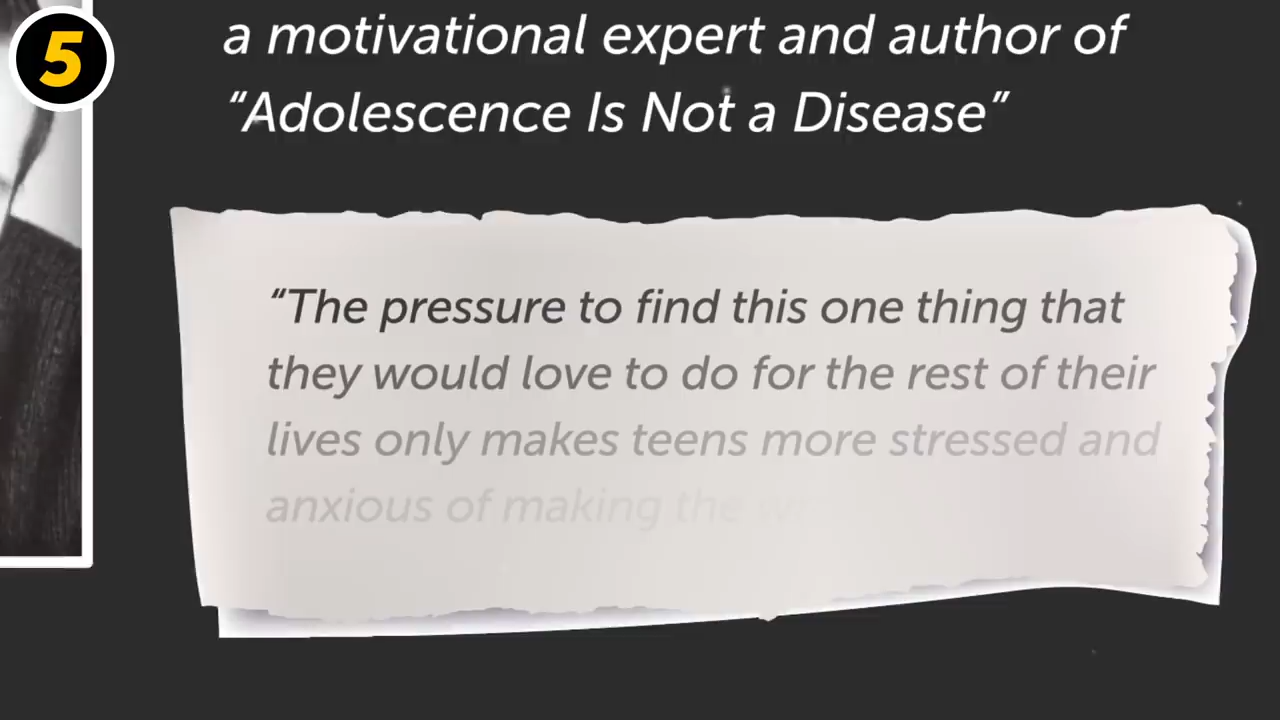 5
a motivational expert and author of
“Adolescence Is Not a Disease”
“The pressure to find this one thing that
they would love to do for the rest of their
lives only makes teens more stressed and
anxious of making the